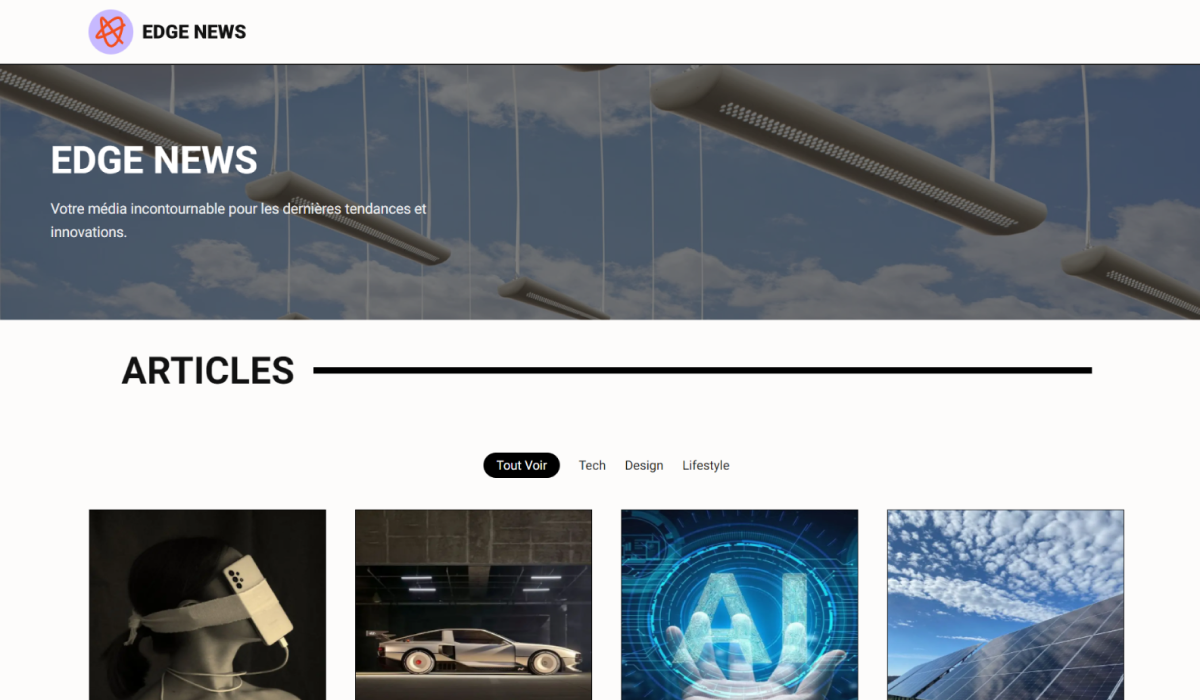 EDGE NEWS
EDGE NEWS
Votre média incontournable pour les dernières tendances et
innovations.
ARTICLES
Tout Voir Tech Design Lifestyle
AI